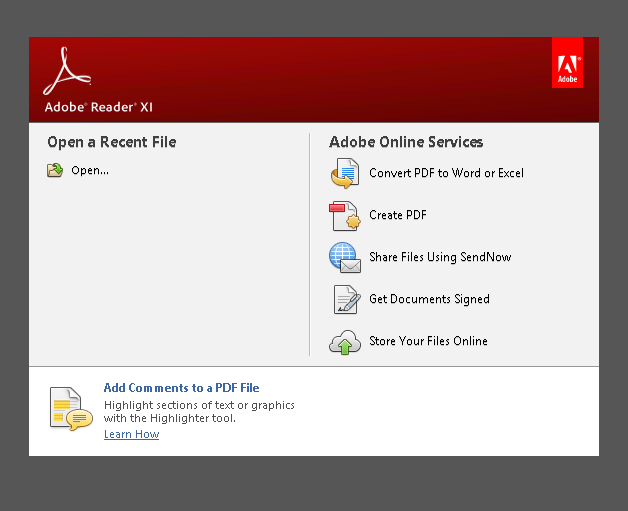 Adobe® Reader® XI
Adobe
Open a Recent File
Open...
Adobe Online Services
Convert PDF to Word or Excel
Create PDF
Share Files Using SendNow
Get Documents Signed
Store Your Files Online
Add Comments to a PDF File
Highlight sections of text or graphics
with the Highlighter tool.
Learn How